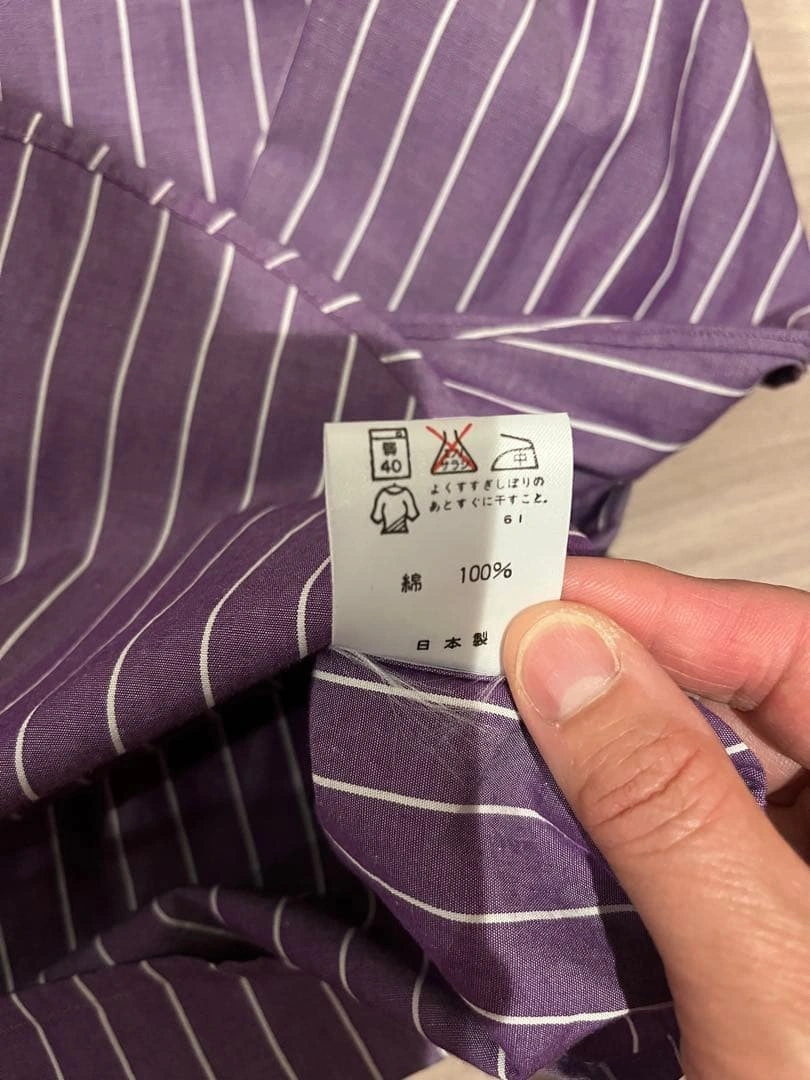 弱
40
エンソ
サラシ
中
よくすすぎしぼりの
あとすぐに干すこと。
61
綿 100%
日本製